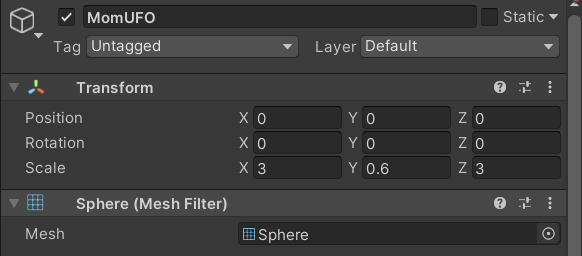 MomUFO Static
Tag Untagged Layer Default
Transform
Position X 0 Y 0 Z 0
Rotation X 0 Y 0 Z 0
Scale X 3 Y 0.6 Z 3
Sphere (Mesh Filter)
Mesh Sphere